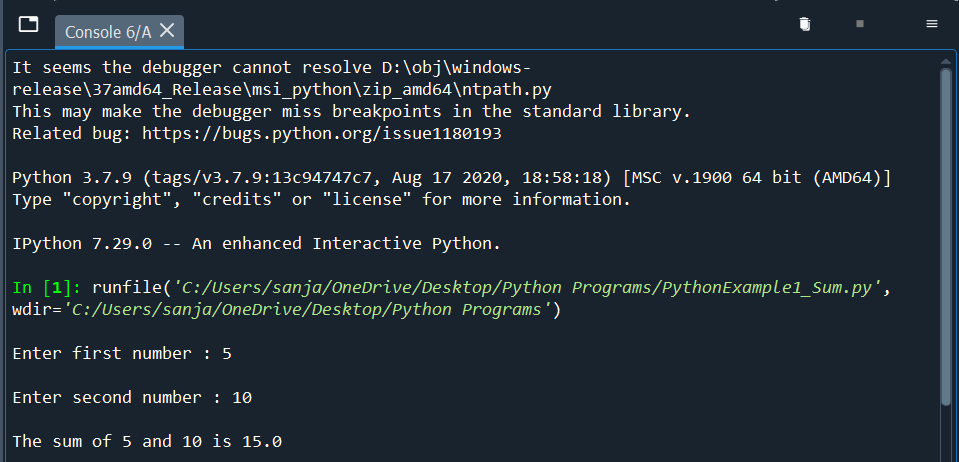 Console 6/A
It seems the debugger cannot resolve D:\obj\windows-
release\37amd64_Release\msi_python\zip_amd64\ntpath.py
This may make the debugger miss breakpoints in the standard library.
Related bug: https://bugs.python.org/issue1180193
Python 3.7.9 (tags/v3.7.9:13c94747c7, Aug 17 2020, 18:58:18) [MSC v.1900 64 bit (AMD64)]
Type "copyright", "credits" or "license" for more information.
IPython 7.29.0 -- An enhanced Interactive Python.
In [1]: runfile('C:/Users/sanja/OneDrive/Desktop/Python Programs/PythonExample1_Sum.py',
wdir='C:/Users/sanja/OneDrive/Desktop/Python Programs')
Enter first number : 5
Enter second number : 10
The sum of 5 and 10 is 15.0